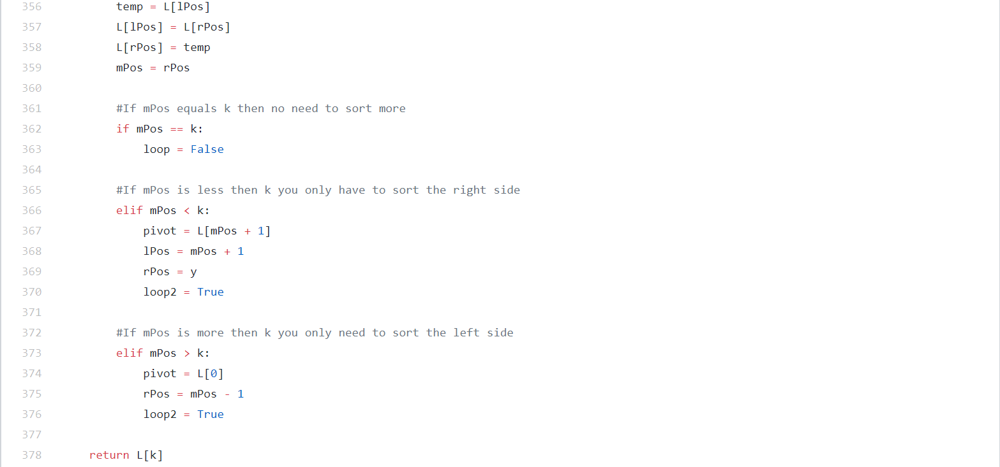 356 temp = L[lPos]
357 L[lPos] = L[rPos]
358 L[rPos] = temp
359 mPos = rPos
360
361 #If mPos equals k then no need to sort more
362 if mPos == k:
363 loop = False
364
365 #If mPos is less then k you only have to sort the right side
366 elif mPos < k:
367 pivot = L[mPos + 1]
368 lPos = mPos + 1
369 rPos = y
370 loop2 = True
371
372 #If mPos is more then k you only need to sort the left side
373 elif mPos > k:
374 pivot = L[0]
375 rPos = mPos - 1
376 loop2 = True
377
378 return L[k]